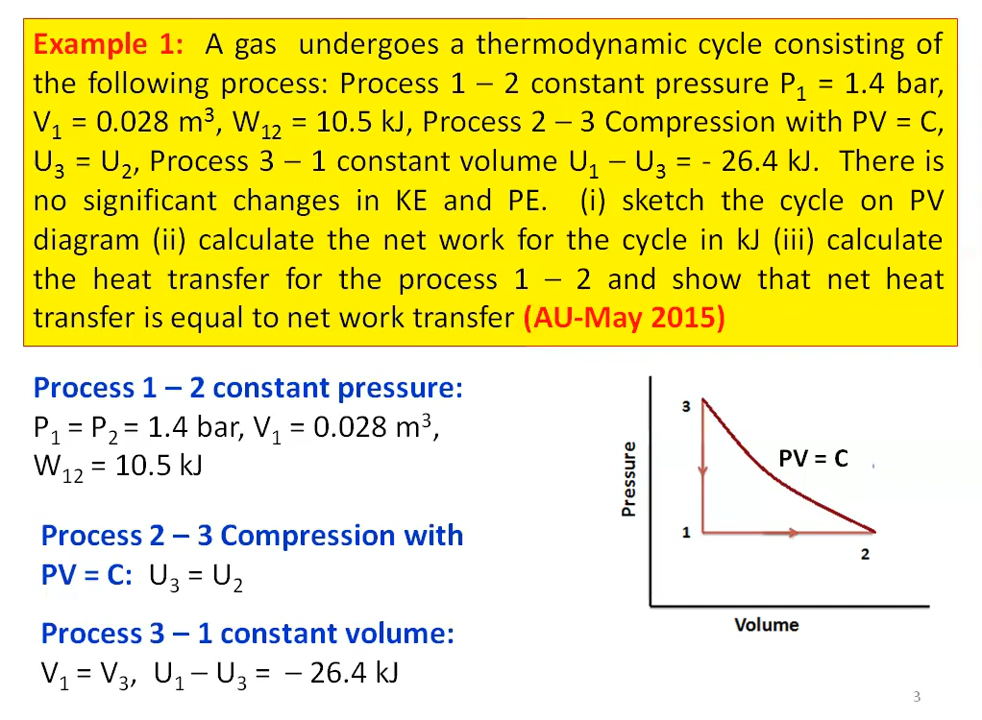 Example 1: A gas undergoes a thermodynamic cycle consisting of
the following process: Process 1 – 2 constant pressure P₁ = 1.4 bar,
V₁ = 0.028 m³, W₁₂ = 10.5 kJ, Process 2 – 3 Compression with PV = C,
U₃ = U₂, Process 3 – 1 constant volume U₁ – U₃ = - 26.4 kJ. There is
no significant changes in KE and PE. (i) sketch the cycle on PV
diagram (ii) calculate the net work for the cycle in kJ (iii) calculate
the heat transfer for the process 1 – 2 and show that net heat
transfer is equal to net work transfer (AU-May 2015)
Process 1 – 2 constant pressure:
P₁ = P₂ = 1.4 bar, V₁ = 0.028 m³,
W₁₂ = 10.5 kJ
Process 2 – 3 Compression with
PV = C: U₃ = U₂
Process 3 – 1 constant volume:
V₁ = V₃, U₁ – U₃ = – 26.4 kJ
Pressure
3
PV = C
1
2
Volume
3